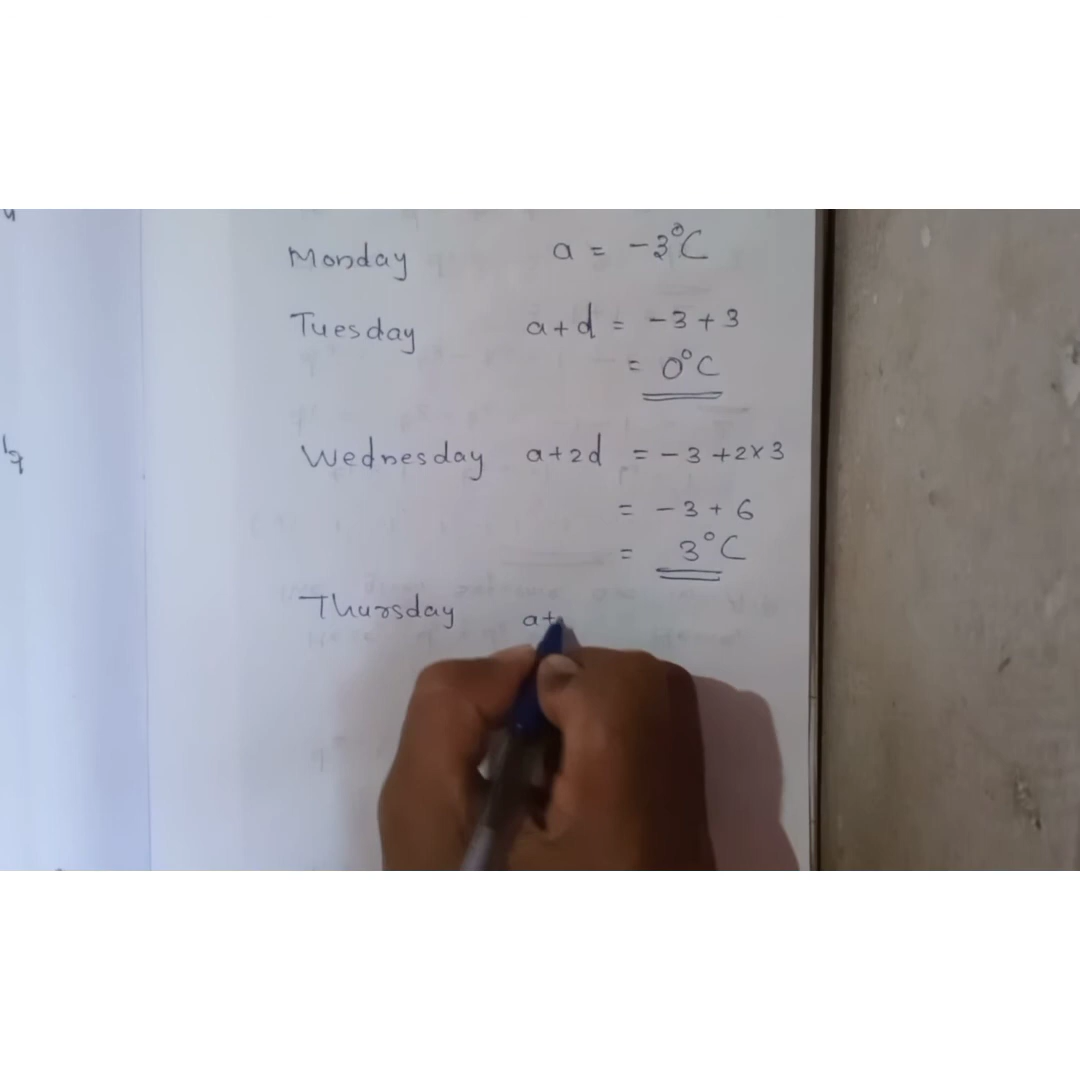 Monday a = -3°C
Tuesday a+d = -3+3
= 0°C
Wednesday a+2d = -3+2×3
= -3+6
= 3°C
Thursday a+